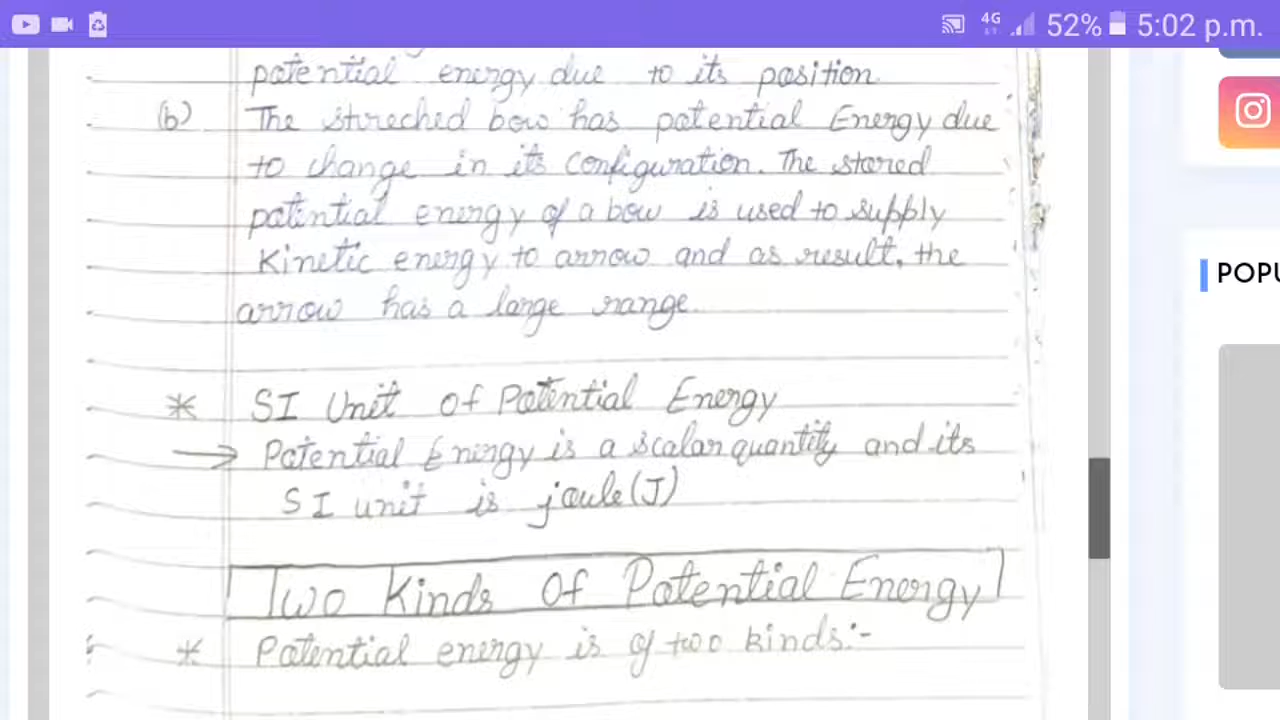 4G 52% 5:02 p.m.
potential energy due to its position.
(b) The streched bow has potential Energy due
to change in its configuration. The stored
potential energy of a bow is used to supply
kinetic energy to arrow and as result, the
arrow has a large range.
* SI Unit of Potential Energy
→ Potential Energy is a scalar quantity and its
SI unit is joule (J)
Two Kinds Of Potential Energy
* Potential energy is of two kinds:-
POPU